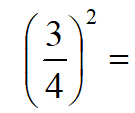 (3/4)² =